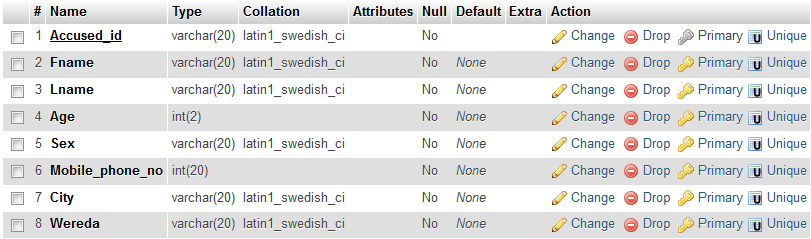 # Name Type Collation Attributes Null Default Extra Action
1 Accused_id varchar(20) latin1_swedish_ci No Change Drop Primary Unique
2 Fname varchar(20) latin1_swedish_ci No None Change Drop Primary Unique
3 Lname varchar(20) latin1_swedish_ci No None Change Drop Primary Unique
4 Age int(2) No None Change Drop Primary Unique
5 Sex varchar(20) latin1_swedish_ci No None Change Drop Primary Unique
6 Mobile_phone_no int(20) No None Change Drop Primary Unique
7 City varchar(20) latin1_swedish_ci No None Change Drop Primary Unique
8 Wereda varchar(20) latin1_swedish_ci No None Change Drop Primary Unique